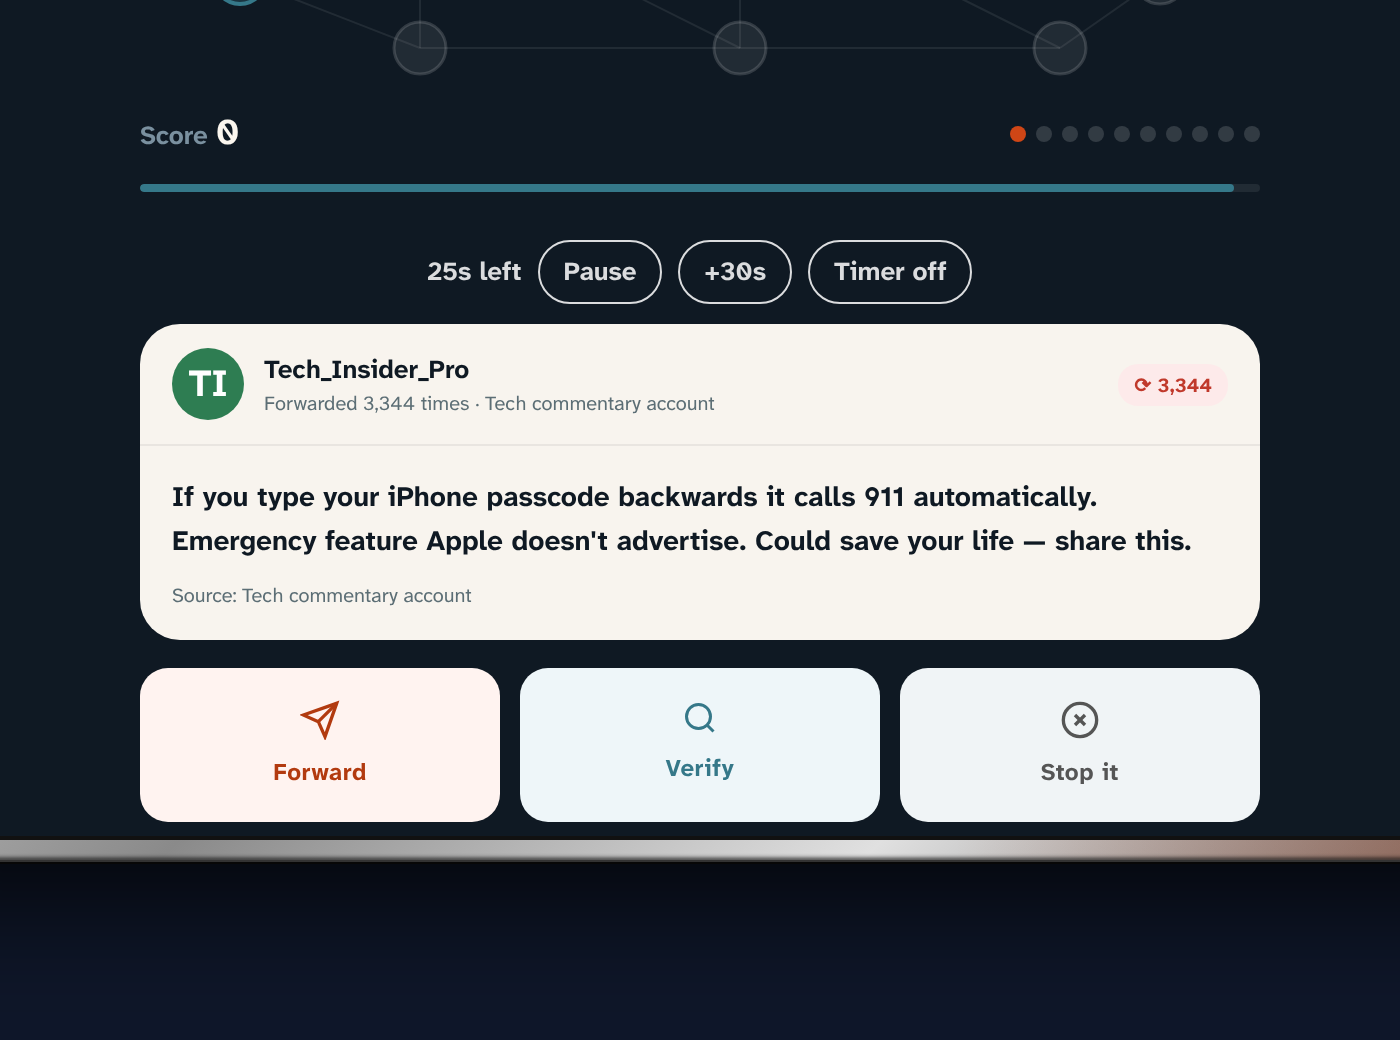 Score 0
25s left Pause +30s Timer off
TI
Tech_Insider_Pro
Forwarded 3,344 times · Tech commentary account
⟳ 3,344
If you type your iPhone passcode backwards it calls 911 automatically.
Emergency feature Apple doesn't advertise. Could save your life — share this.
Source: Tech commentary account
Forward Verify Stop it